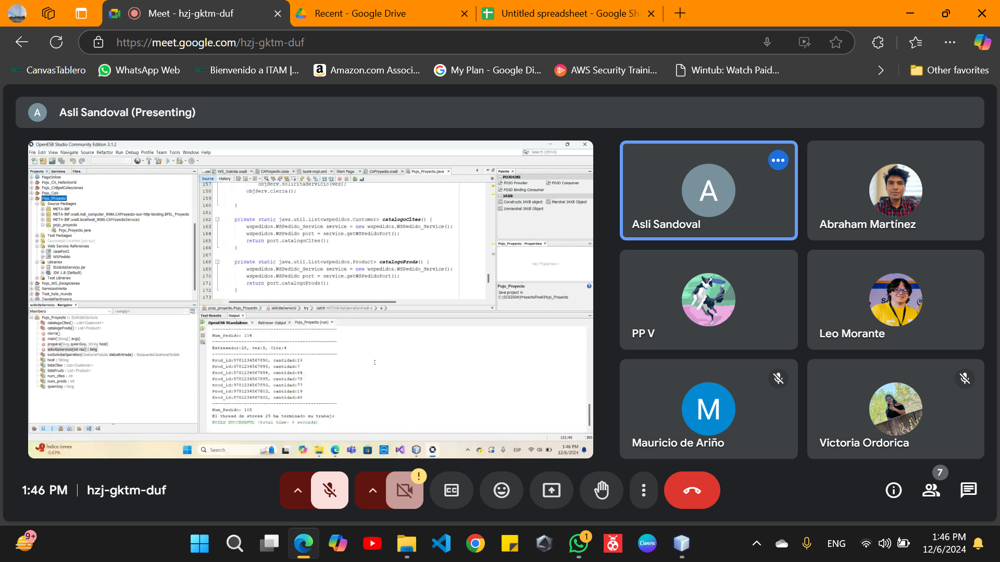 Meet - hzj-gktm-duf
Recent - Google Drive
Untitled spreadsheet - Google Sh
https://meet.google.com/hzj-gktm-duf
CanvasTablero
WhatsApp Web
Bienvenido a ITAM |...
Amazon.com Associ...
My Plan - Google Di...
AWS Security Traini...
Wintub: Watch Paid...
Other favorites
A
Asli Sandoval (Presenting)
OpenESB Studio Community Edition 3.1.2
File Edit View Navigate Source Refactor Run Debug Profile Team Tools Window Help
Search (Ctrl+I)
Projects Services Files
PagoOnline
Pojo_CA_HelloWorld
Pojo_CABpelColecciones
Pojo_Calc
Pojo_Proyecto
Source Packages
META-INF
META-INF.wsdl.Asli_computer_9080.CAProyecto-sun-http-binding.BPEL_Proyecto
META-INF.wsdl.localhost_9080.CAProyectoService1
pojo_proyecto
Pojo_Proyecto.java
Test Packages
Web Service References
casaPort1
WSPedido
Libraries
ISolicitaServicio.jar
JDK 1.8 (Default)
Test Libraries
Pojo_WS_Excepciones
ServiciosVenta
Test_hola_mundo
TiendaElectronica
solicitaServicio - Navigator
Members
<empty>
Pojo_Proyecto :: ISolicitaServicio
catalogoCltes() : List<Customer>
catalogoProds() : List<Product>
cierra()
main(String[] args)
prepara(long quienSoy, String host)
solicitaServicio(int vez) : long
wsSolicitaOperation(GestionaPedido datosEntrada) : RespuestaGestionaPedido
host : String
listaCltes : List<Customer>
listaProds : List<Product>
num_cltes : int
num_prods : int
quienSoy : long
...xsc WS_Solicita.wsdl CAProyecto.casa build-impl.xml Start Page CAProyecto.wsdl Pojo_Proyecto.java
Source History
157 objServ.solicitaServicio(vez);
158 objServ.cierra();
159
160 }
161
162 private static java.util.List<wspedidos.Customer> catalogoCltes() {
163 wspedidos.WSPedido_Service service = new wspedidos.WSPedido_Service();
164 wspedidos.WSPedido port = service.getWSPedidoPort();
165 return port.catalogoCltes();
166 }
167
168 private static java.util.List<wspedidos.Product> catalogoProds() {
169 wspedidos.WSPedido_Service service = new wspedidos.WSPedido_Service();
170 wspedidos.WSPedido port = service.getWSPedidoPort();
171 return port.catalogoProds();
172 }
173
pojo_proyecto.Pojo_Proyecto solicitaServicio try catch WSSolicitaOperationFault e e
Palette
POJO4JBI
POJO Provider POJO Consumer
POJO Binding Consumer
JAXB
Constructs JAXB object Marshal JAXB Object
Unmarshal JAXB Object
Pojo_Proyecto - Properties
<No Properties>
Pojo_Proyecto
Java project in
C:\SCE2024\ProyectoFinal\Pojo_Proyecto
Test Results Output
OpenESB Standalone Retriever Output Pojo_Proyecto (run)
Num_Pedido: 104
Estresador:25, vez:5, Clte:4
Prod_id:9781234567890, cantidad:19
Prod_id:9781234567899, cantidad:7
Prod_id:9781234567894, cantidad:64
Prod_id:9781234567895, cantidad:78
Prod_id:9781234567893, cantidad:77
Prod_id:9781234567803, cantidad:19
Prod_id:9781234567802, cantidad:60
Num_Pedido: 105
El thread de stress 25 ha terminado su trabajo
BUILD SUCCESSFUL (total time: 8 seconds)
121:40 INS
Índice inmex
-0.63%
Search
ESP
1:46 PM
12/6/2024
A
Asli Sandoval
Abraham Martínez
PP V
Leo Morante
M
Mauricio de Ariño
Victoria Ordorica
1:46 PM
hzj-gktm-duf
!
CC
7
9+
1
Canva
ENG
1:46 PM
12/6/2024